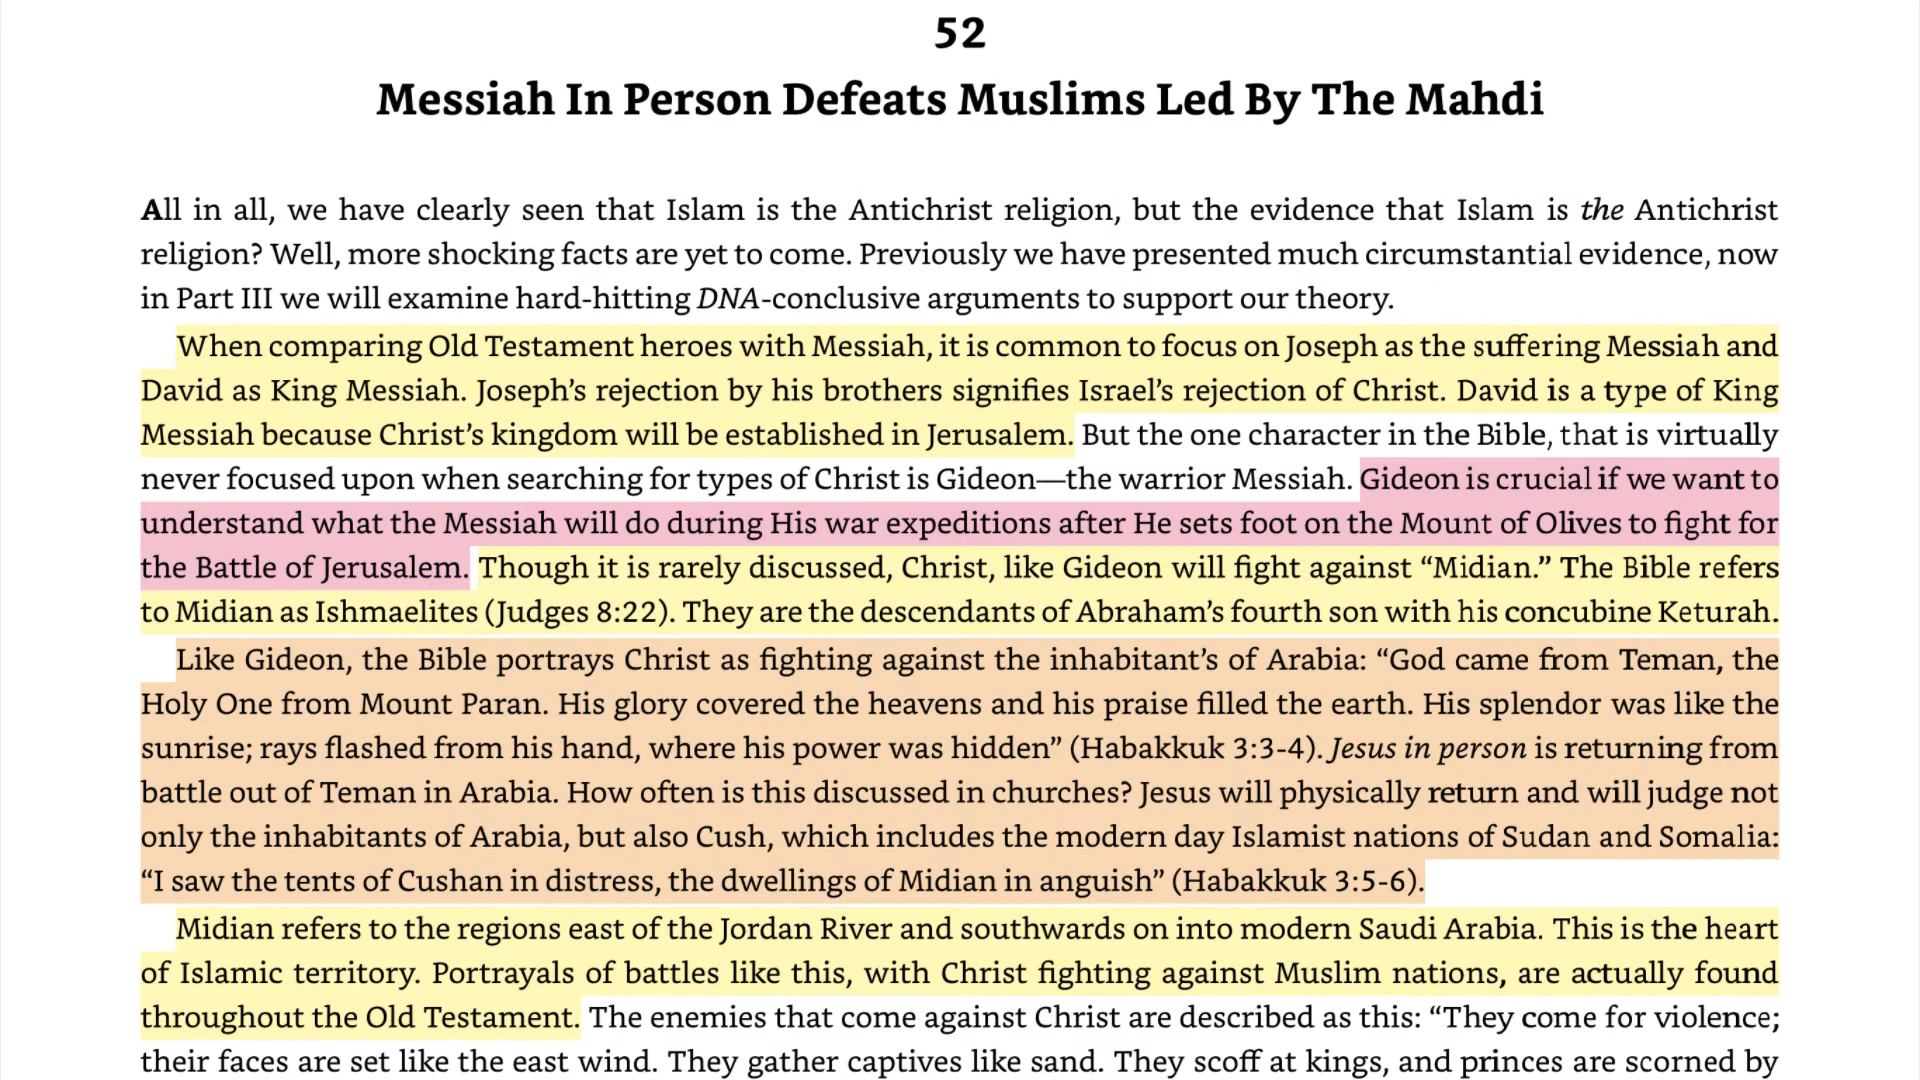 52
Messiah In Person Defeats Muslims Led By The Mahdi
All in all, we have clearly seen that Islam is the Antichrist religion, but the evidence that Islam is the Antichrist
religion? Well, more shocking facts are yet to come. Previously we have presented much circumstantial evidence, now
in Part III we will examine hard-hitting DNA-conclusive arguments to support our theory.
When comparing Old Testament heroes with Messiah, it is common to focus on Joseph as the suffering Messiah and
David as King Messiah. Joseph’s rejection by his brothers signifies Israel’s rejection of Christ. David is a type of King
Messiah because Christ’s kingdom will be established in Jerusalem. But the one character in the Bible, that is virtually
never focused upon when searching for types of Christ is Gideon—the warrior Messiah. Gideon is crucial if we want to
understand what the Messiah will do during His war expeditions after He sets foot on the Mount of Olives to fight for
the Battle of Jerusalem. Though it is rarely discussed, Christ, like Gideon will fight against “Midian.” The Bible refers
to Midian as Ishmaelites (Judges 8:22). They are the descendants of Abraham’s fourth son with his concubine Keturah.
Like Gideon, the Bible portrays Christ as fighting against the inhabitant’s of Arabia: “God came from Teman, the
Holy One from Mount Paran. His glory covered the heavens and his praise filled the earth. His splendor was like the
sunrise; rays flashed from his hand, where his power was hidden” (Habakkuk 3:3-4). Jesus in person is returning from
battle out of Teman in Arabia. How often is this discussed in churches? Jesus will physically return and will judge not
only the inhabitants of Arabia, but also Cush, which includes the modern day Islamist nations of Sudan and Somalia:
“I saw the tents of Cushan in distress, the dwellings of Midian in anguish” (Habakkuk 3:5-6).
Midian refers to the regions east of the Jordan River and southwards on into modern Saudi Arabia. This is the heart
of Islamic territory. Portrayals of battles like this, with Christ fighting against Muslim nations, are actually found
throughout the Old Testament. The enemies that come against Christ are described as this: “They come for violence;
their faces are set like the east wind. They gather captives like sand. They scoff at kings, and princes are scorned by